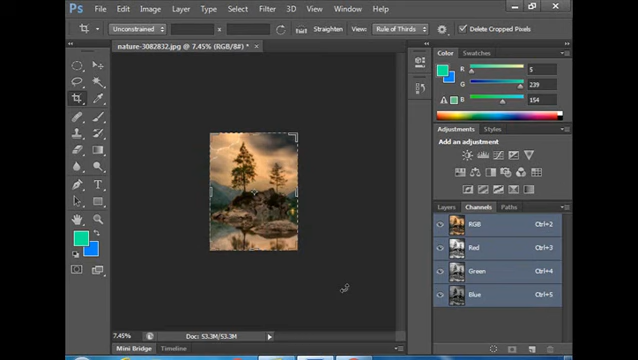 Ps File Edit Image Layer Type Select Filter 3D View Window Help
Unconstrained x Straighten View: Rule of Thirds Delete Cropped Pixels
nature-3082832.jpg @ 7.45% (RGB/8#) * ×
Color Swatches
R 5
G 239
B 154
Adjustments Styles
Add an adjustment
Layers Channels Paths
RGB Ctrl+2
Red Ctrl+3
Green Ctrl+4
Blue Ctrl+5
7.45% Doc: 53.3M/53.3M
Mini Bridge Timeline